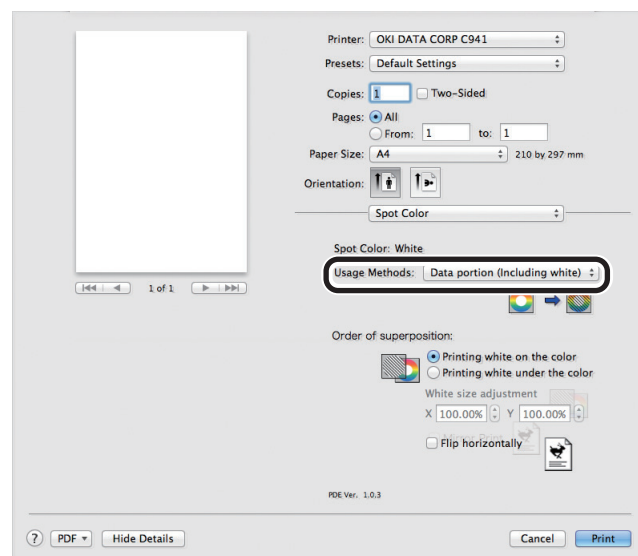 Printer: OKI DATA CORP C941
Presets: Default Settings
Copies: 1 Two-Sided
Pages: All
From: 1 to: 1
Paper Size: A4 210 by 297 mm
Orientation:
Spot Color
Spot Color: White
Usage Methods: Data portion (Including white)
1 of 1
Order of superposition:
Printing white on the color
Printing white under the color
White size adjustment
X 100.00% Y 100.00%
Flip horizontally
PDE Ver. 1.0.3
? PDF Hide Details Cancel Print